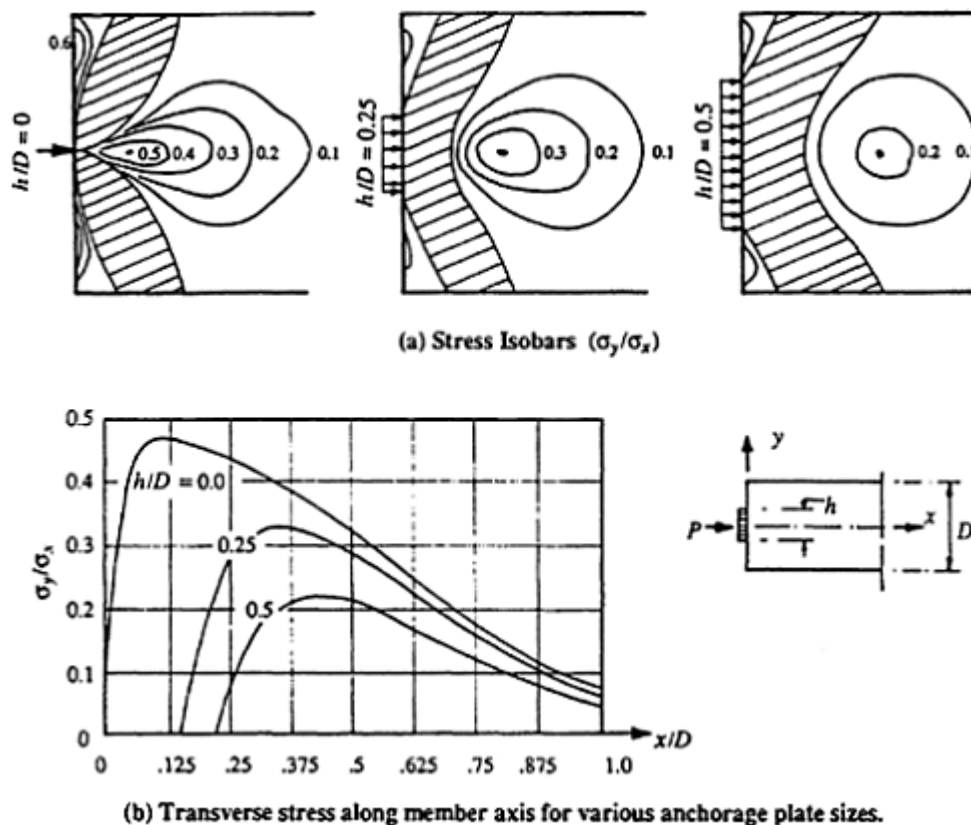 0.6
h/D = 0
0.5 0.4 0.3 0.2 0.1
h/D = 0.25
0.3 0.2 0.1
h/D = 0.5
0.2 0.1
(a) Stress Isobars (σy/σx)
σy/σx
0.5
0.4
0.3
0.2
0.1
0
h/D = 0.0
0.25
0.5
0 .125 .25 .375 .5 .625 .75 .875 1.0
x/D
y
P
h
x
D
(b) Transverse stress along member axis for various anchorage plate sizes.